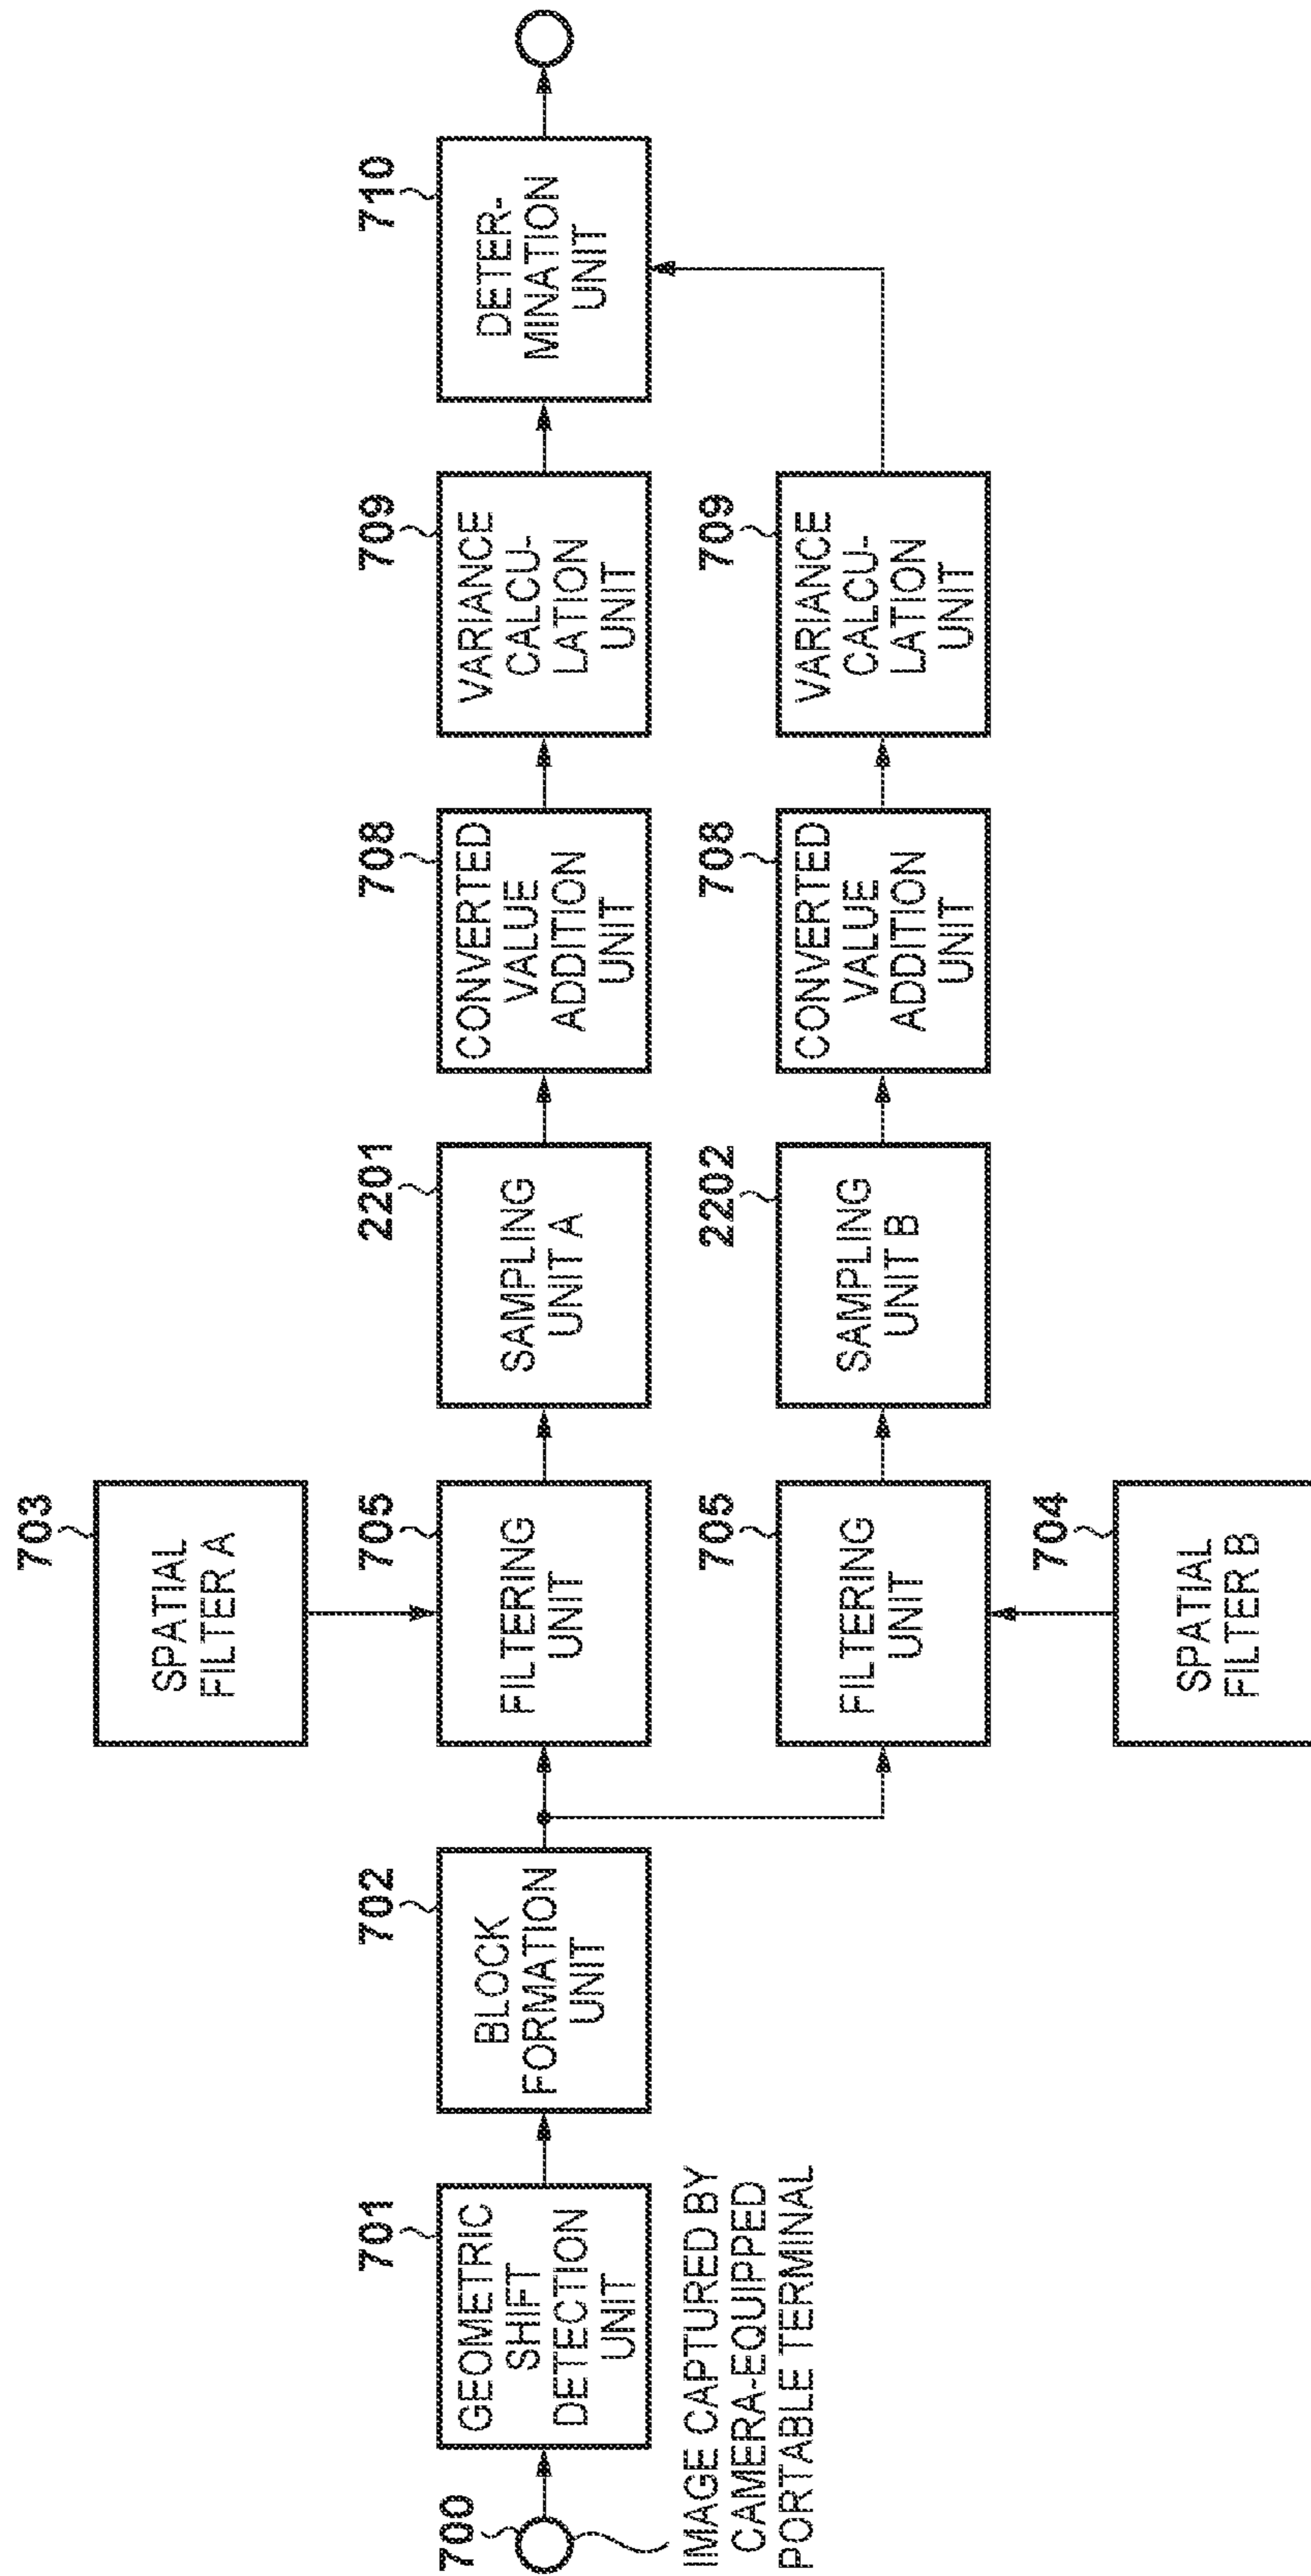 703
SPATIAL
FILTER A
700
701
GEOMETRIC
SHIFT
DETECTION
UNIT
702
BLOCK
FORMATION
UNIT
705
FILTERING
UNIT
2201
SAMPLING
UNIT A
708
CONVERTED
VALUE
ADDITION
UNIT
709
VARIANCE
CALCU-
LATION
UNIT
710
DETER-
MINATION
UNIT
IMAGE CAPTURED BY
CAMERA-EQUIPPED
PORTABLE TERMINAL
705
FILTERING
UNIT
2202
SAMPLING
UNIT B
708
CONVERTED
VALUE
ADDITION
UNIT
709
VARIANCE
CALCU-
LATION
UNIT
704
SPATIAL
FILTER B